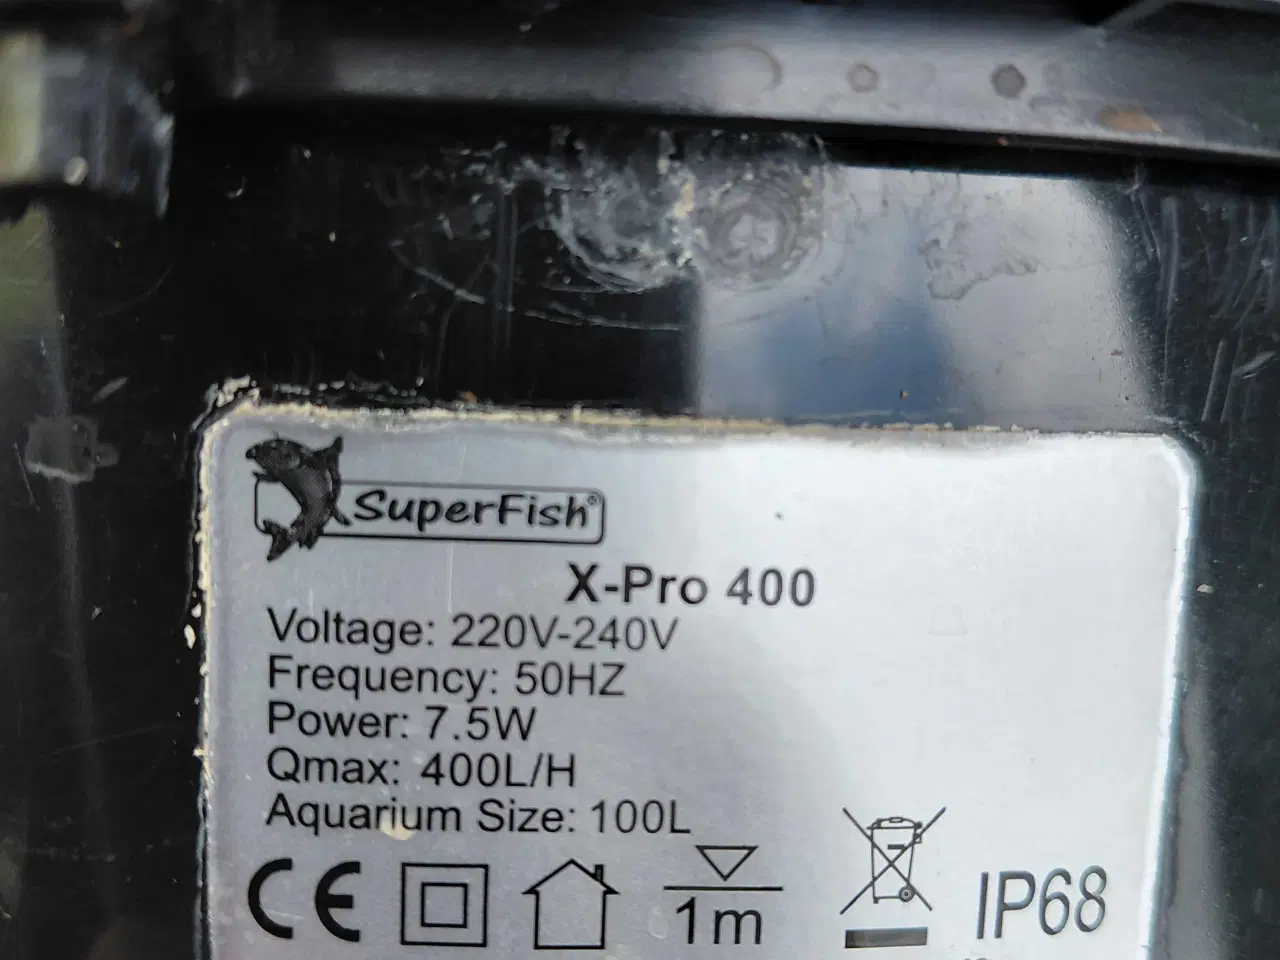 SuperFish®
X-Pro 400
Voltage: 220V-240V
Frequency: 50HZ
Power: 7.5W
Qmax: 400L/H
Aquarium Size: 100L
CE 1m IP68